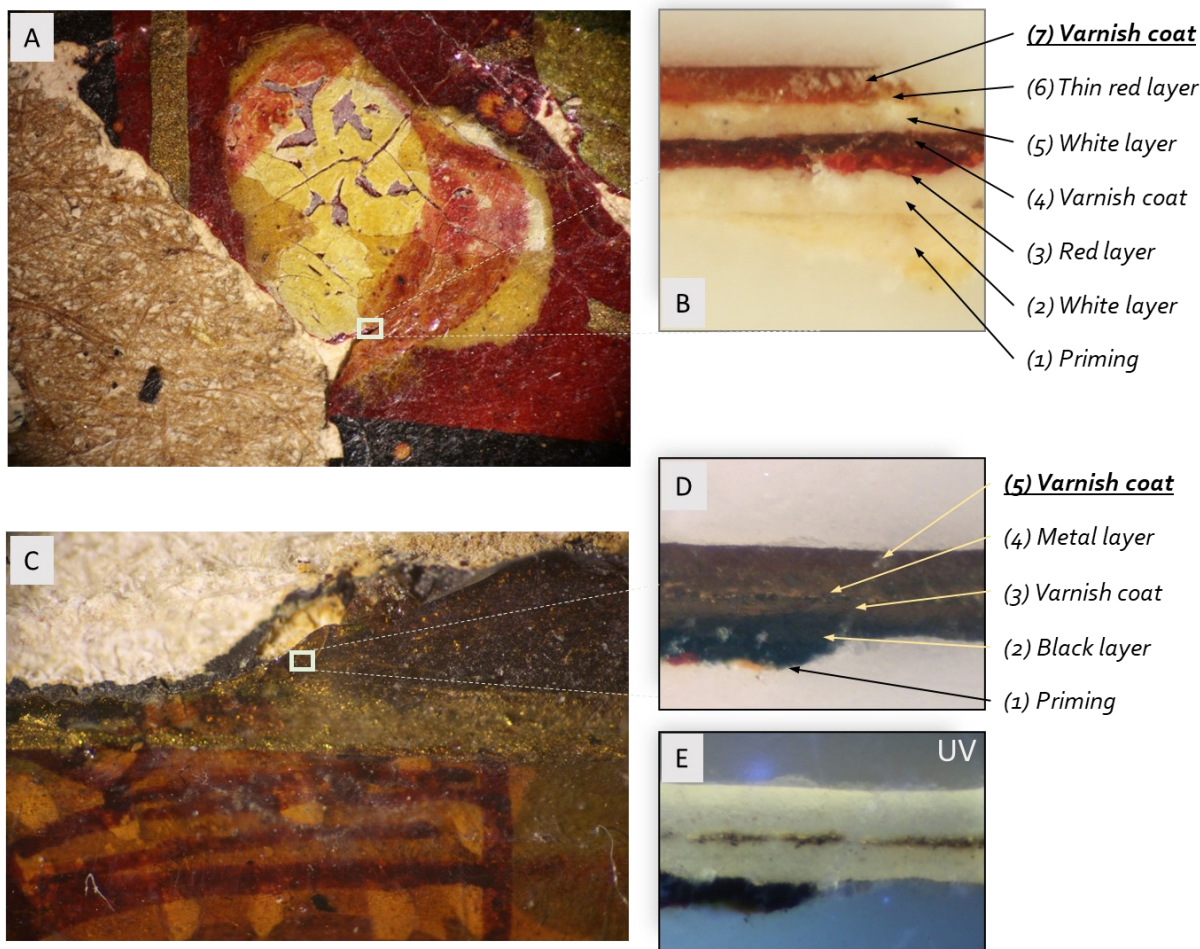 A
B
(7) Varnish coat
(6) Thin red layer
(5) White layer
(4) Varnish coat
(3) Red layer
(2) White layer
(1) Priming
C
D
(5) Varnish coat
(4) Metal layer
(3) Varnish coat
(2) Black layer
(1) Priming
E
UV